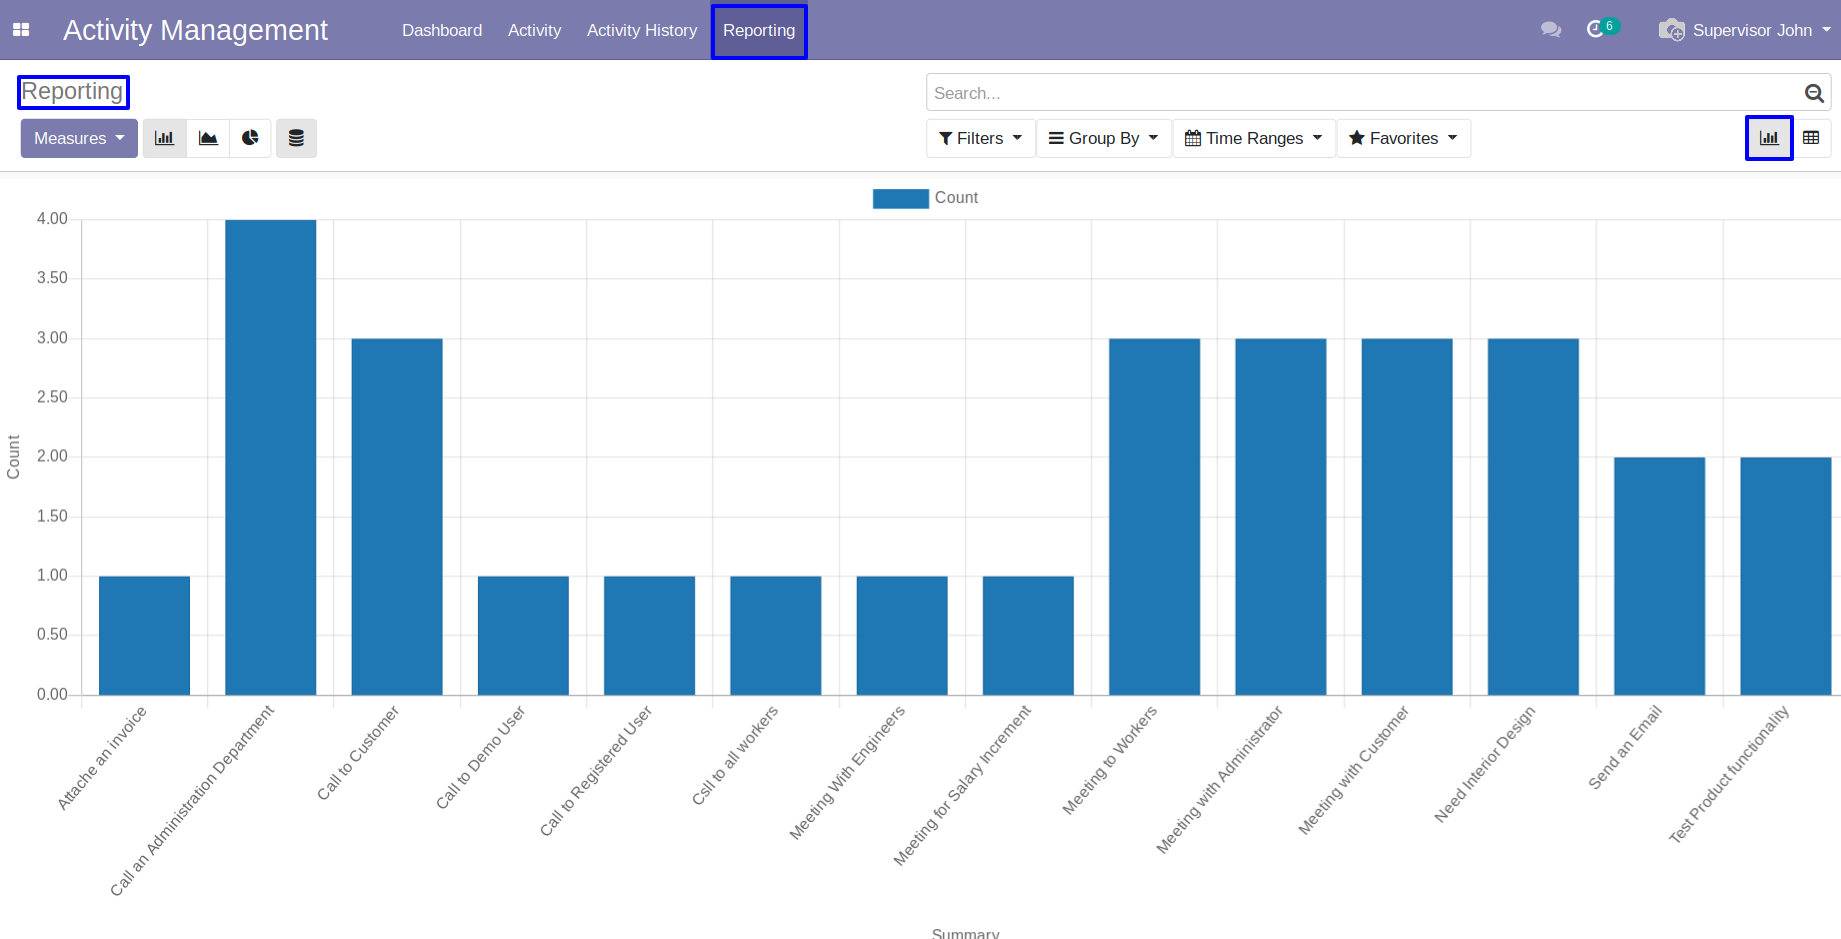 Activity Management Dashboard Activity Activity History Reporting 6 Supervisor John
Reporting
Search...
Measures Filters Group By Time Ranges Favorites
Count
4.00
3.50
3.00
2.50
2.00
1.50
1.00
0.50
0.00
Count
Attache an invoice
Call an Administration Department
Call to Customer
Call to Demo User
Call to Registered User
Csll to all workers
Meeting With Engineers
Meeting for Salary Increment
Meeting to Workers
Meeting with Administrator
Meeting with Customer
Need Interior Design
Send an Email
Test Product functionality
Summary